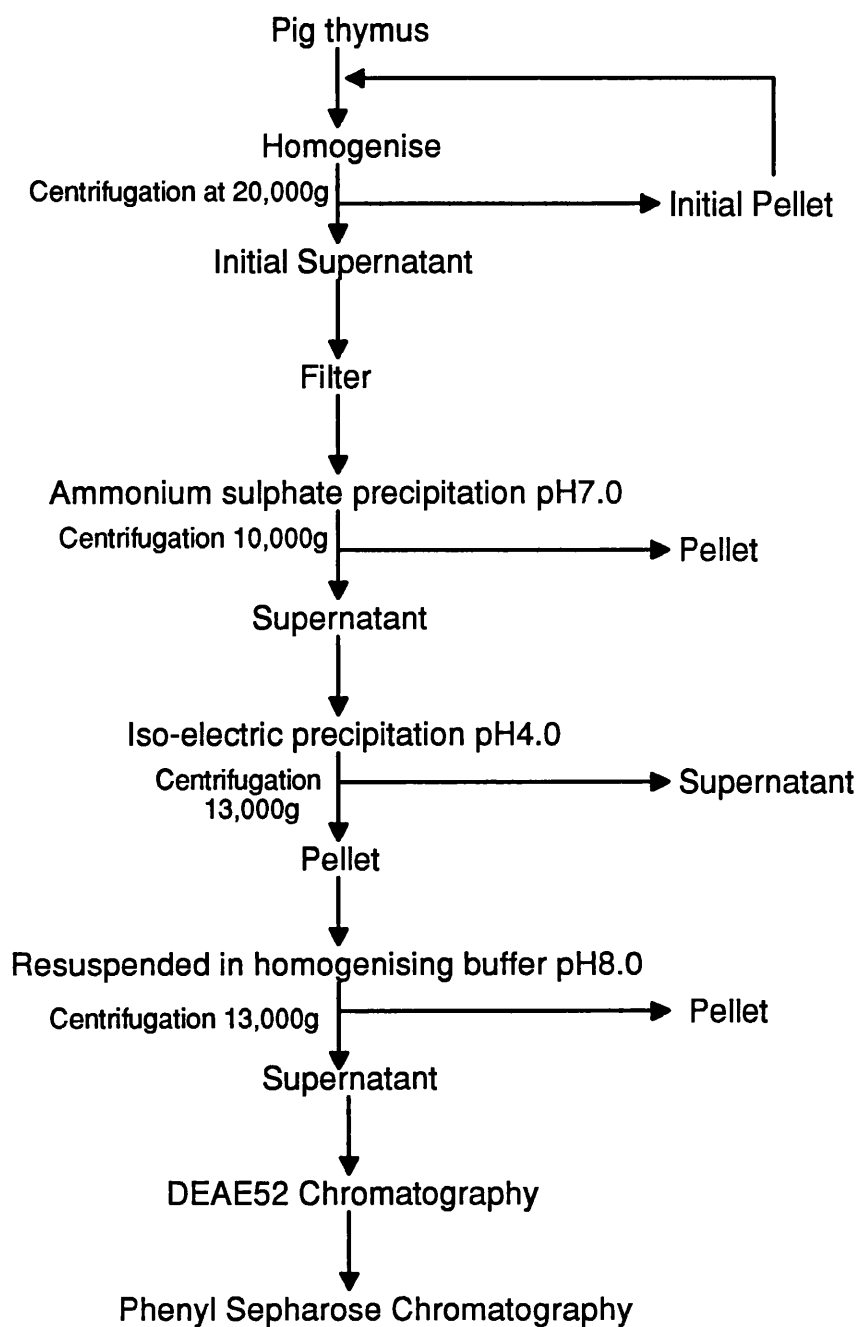 Pig thymus
Homogenise
Centrifugation at 20,000g
Initial Pellet
Initial Supernatant
Filter
Ammonium sulphate precipitation pH7.0
Centrifugation 10,000g
Pellet
Supernatant
Iso-electric precipitation pH4.0
Centrifugation
13,000g
Supernatant
Pellet
Resuspended in homogenising buffer pH8.0
Centrifugation 13,000g
Pellet
Supernatant
DEAE52 Chromatography
Phenyl Sepharose Chromatography